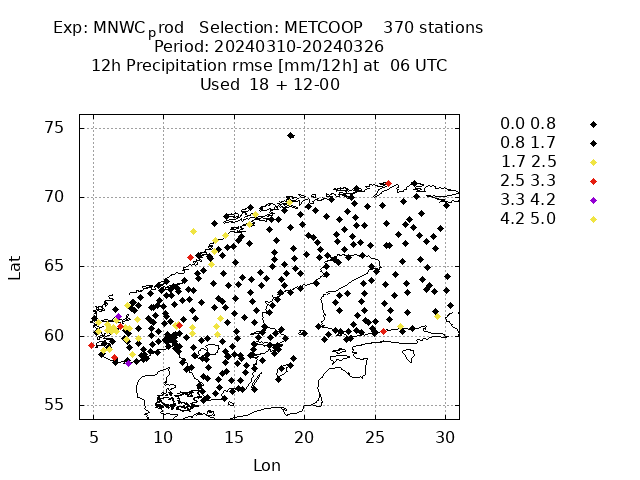 Exp: MNWC_prod Selection: METCOOP 370 stations
Period: 20240310-20240326
12h Precipitation rmse [mm/12h] at 06 UTC
Used 18 + 12-00
75
70
65
60
55
Lat
5 10 15 20 25 30
Lon
0.0 0.8
0.8 1.7
1.7 2.5
2.5 3.3
3.3 4.2
4.2 5.0